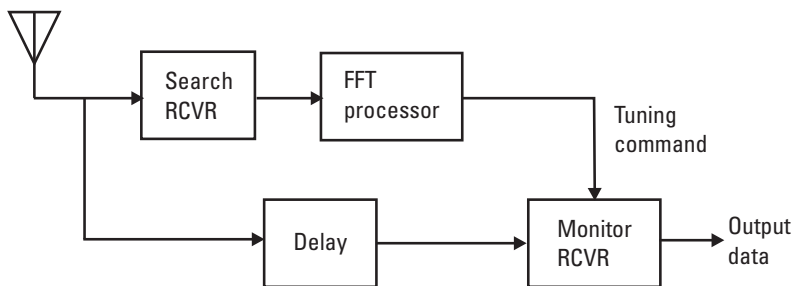 Search
RCVR
FFT
processor
Tuning
command
Delay
Monitor
RCVR
Output
data